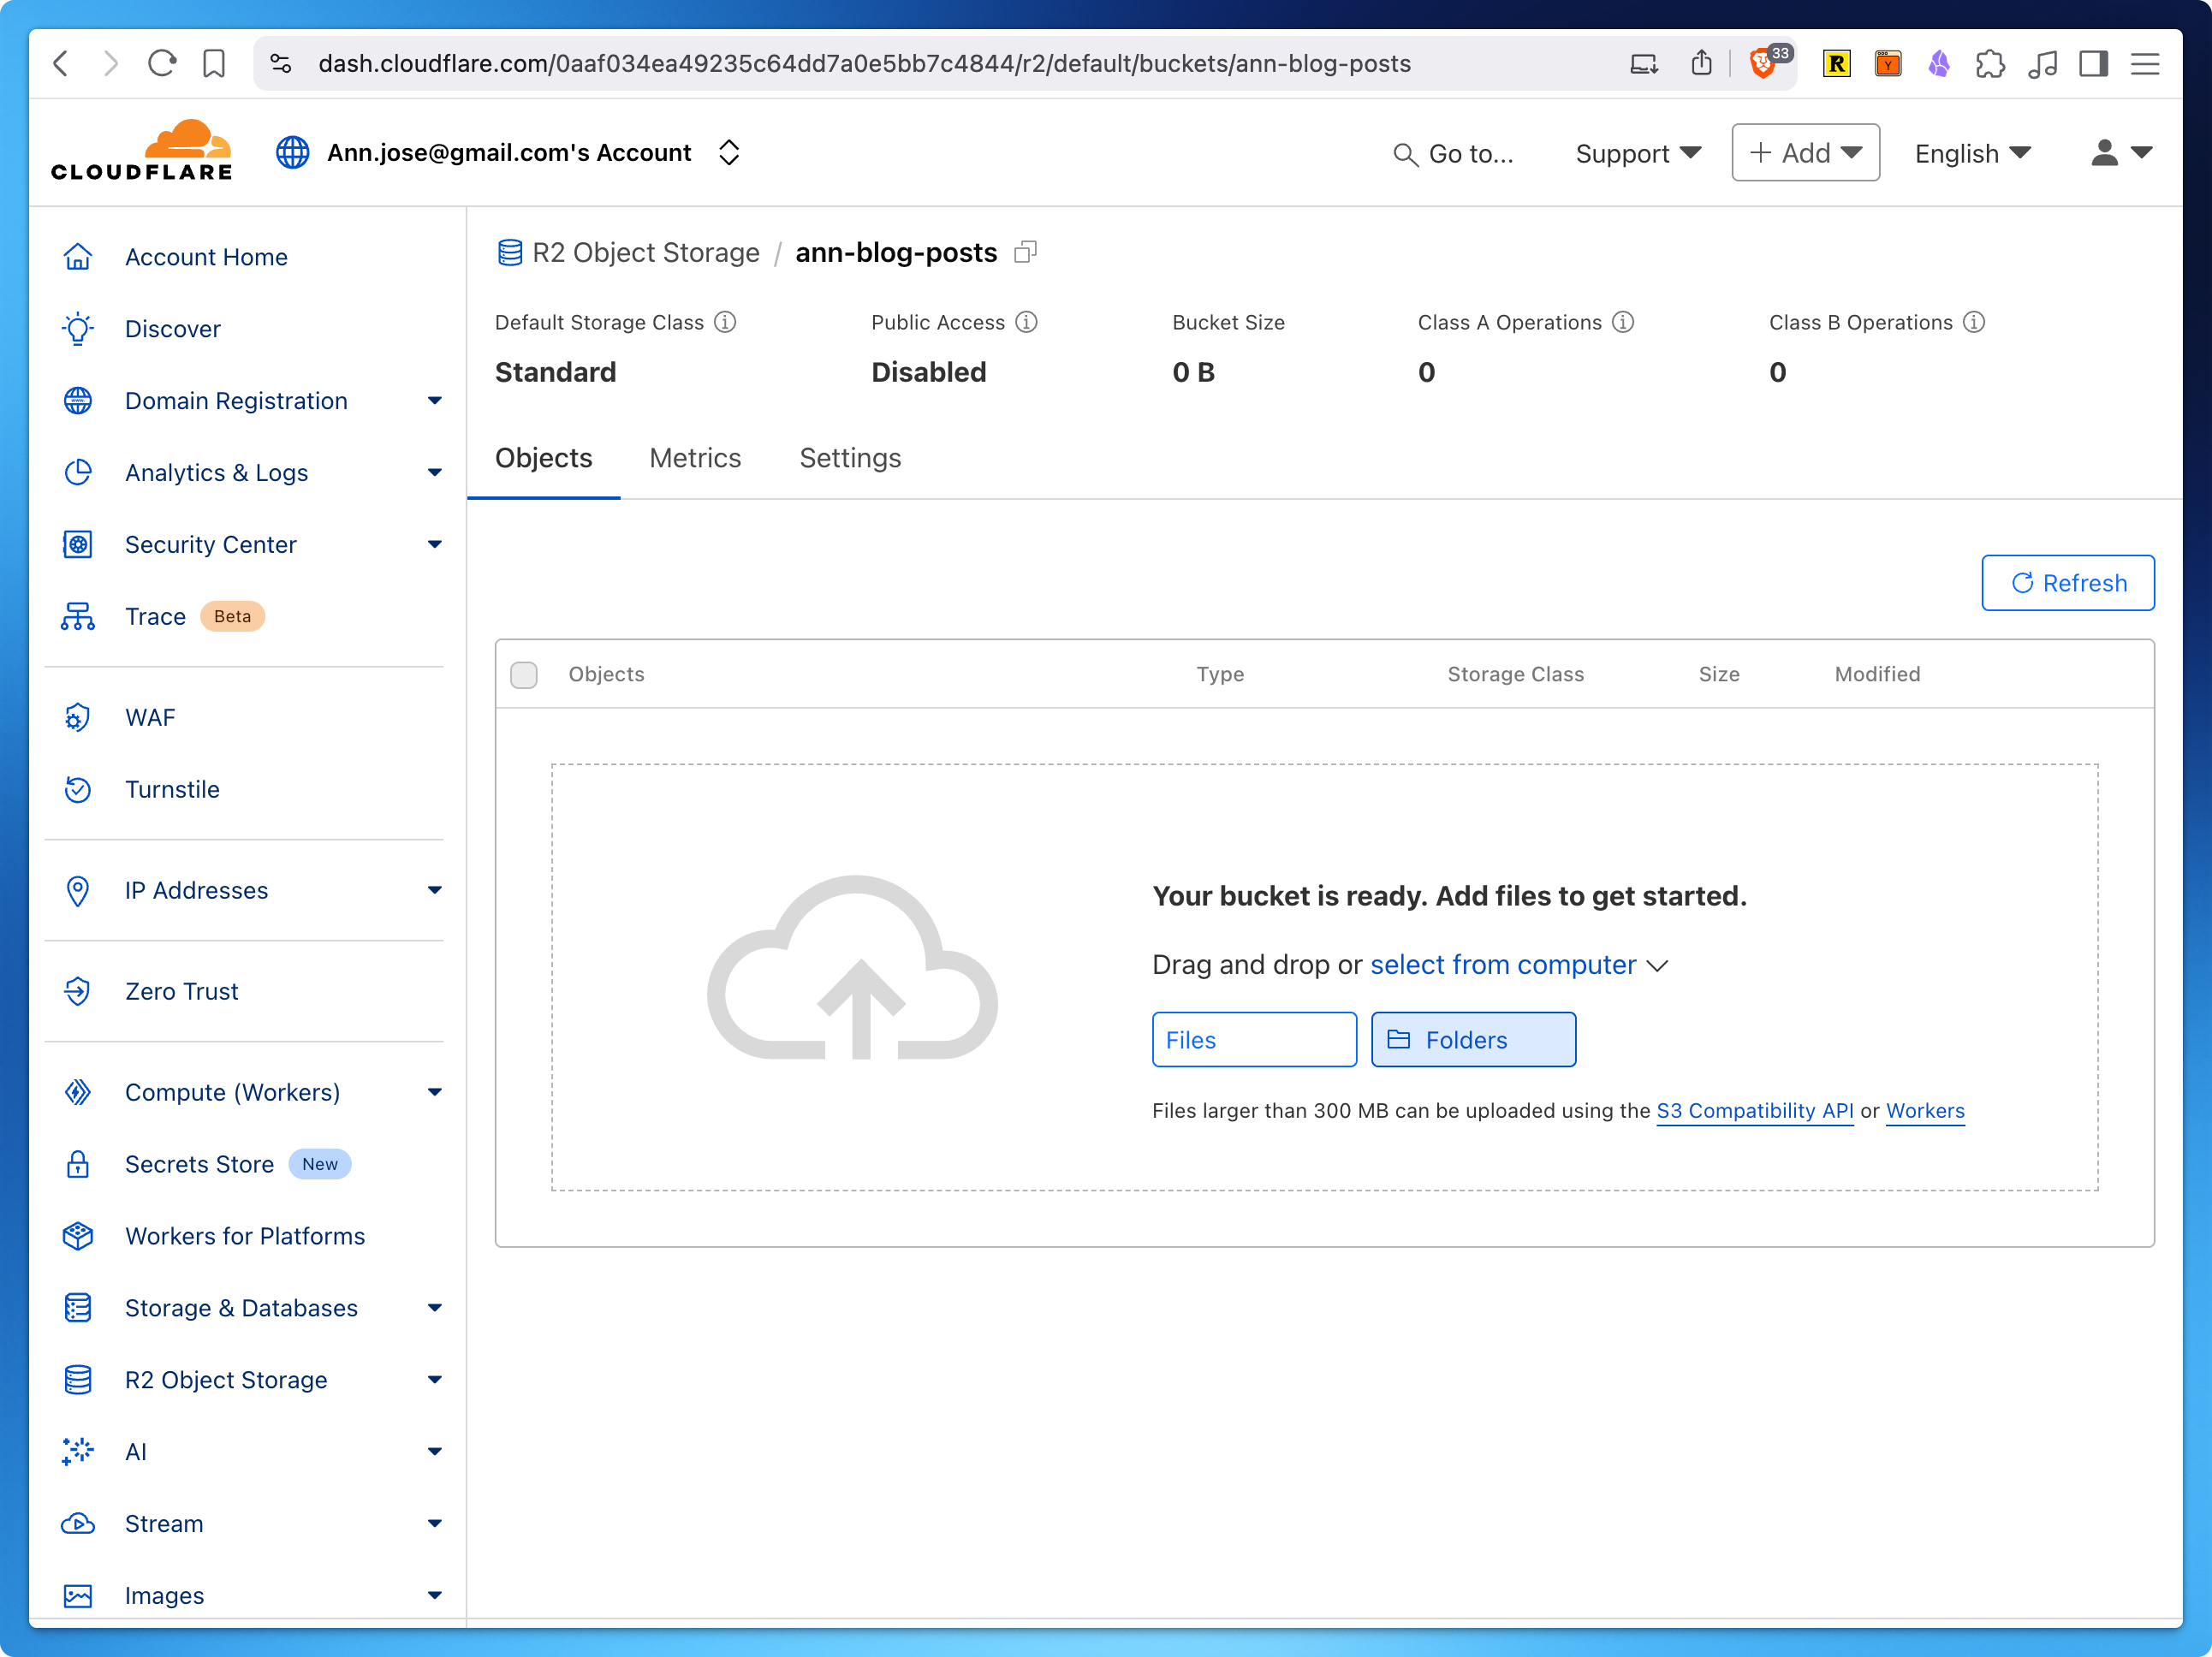 dash.cloudflare.com/0aaf034ea49235c64dd7a0e5bb7c4844/r2/default/buckets/ann-blog-posts
33
R
Y
CLOUDFLARE
Ann.jose@gmail.com's Account
Go to...
Support
+ Add
English
Account Home
Discover
Domain Registration
Analytics & Logs
Security Center
Trace Beta
WAF
Turnstile
IP Addresses
Zero Trust
Compute (Workers)
Secrets Store New
Workers for Platforms
Storage & Databases
R2 Object Storage
AI
Stream
Images
R2 Object Storage / ann-blog-posts
Default Storage Class
Standard
Public Access
Disabled
Bucket Size
0 B
Class A Operations
0
Class B Operations
0
Objects Metrics Settings
Refresh
Objects Type Storage Class Size Modified
Your bucket is ready. Add files to get started.
Drag and drop or select from computer
Files Folders
Files larger than 300 MB can be uploaded using the S3 Compatibility API or Workers